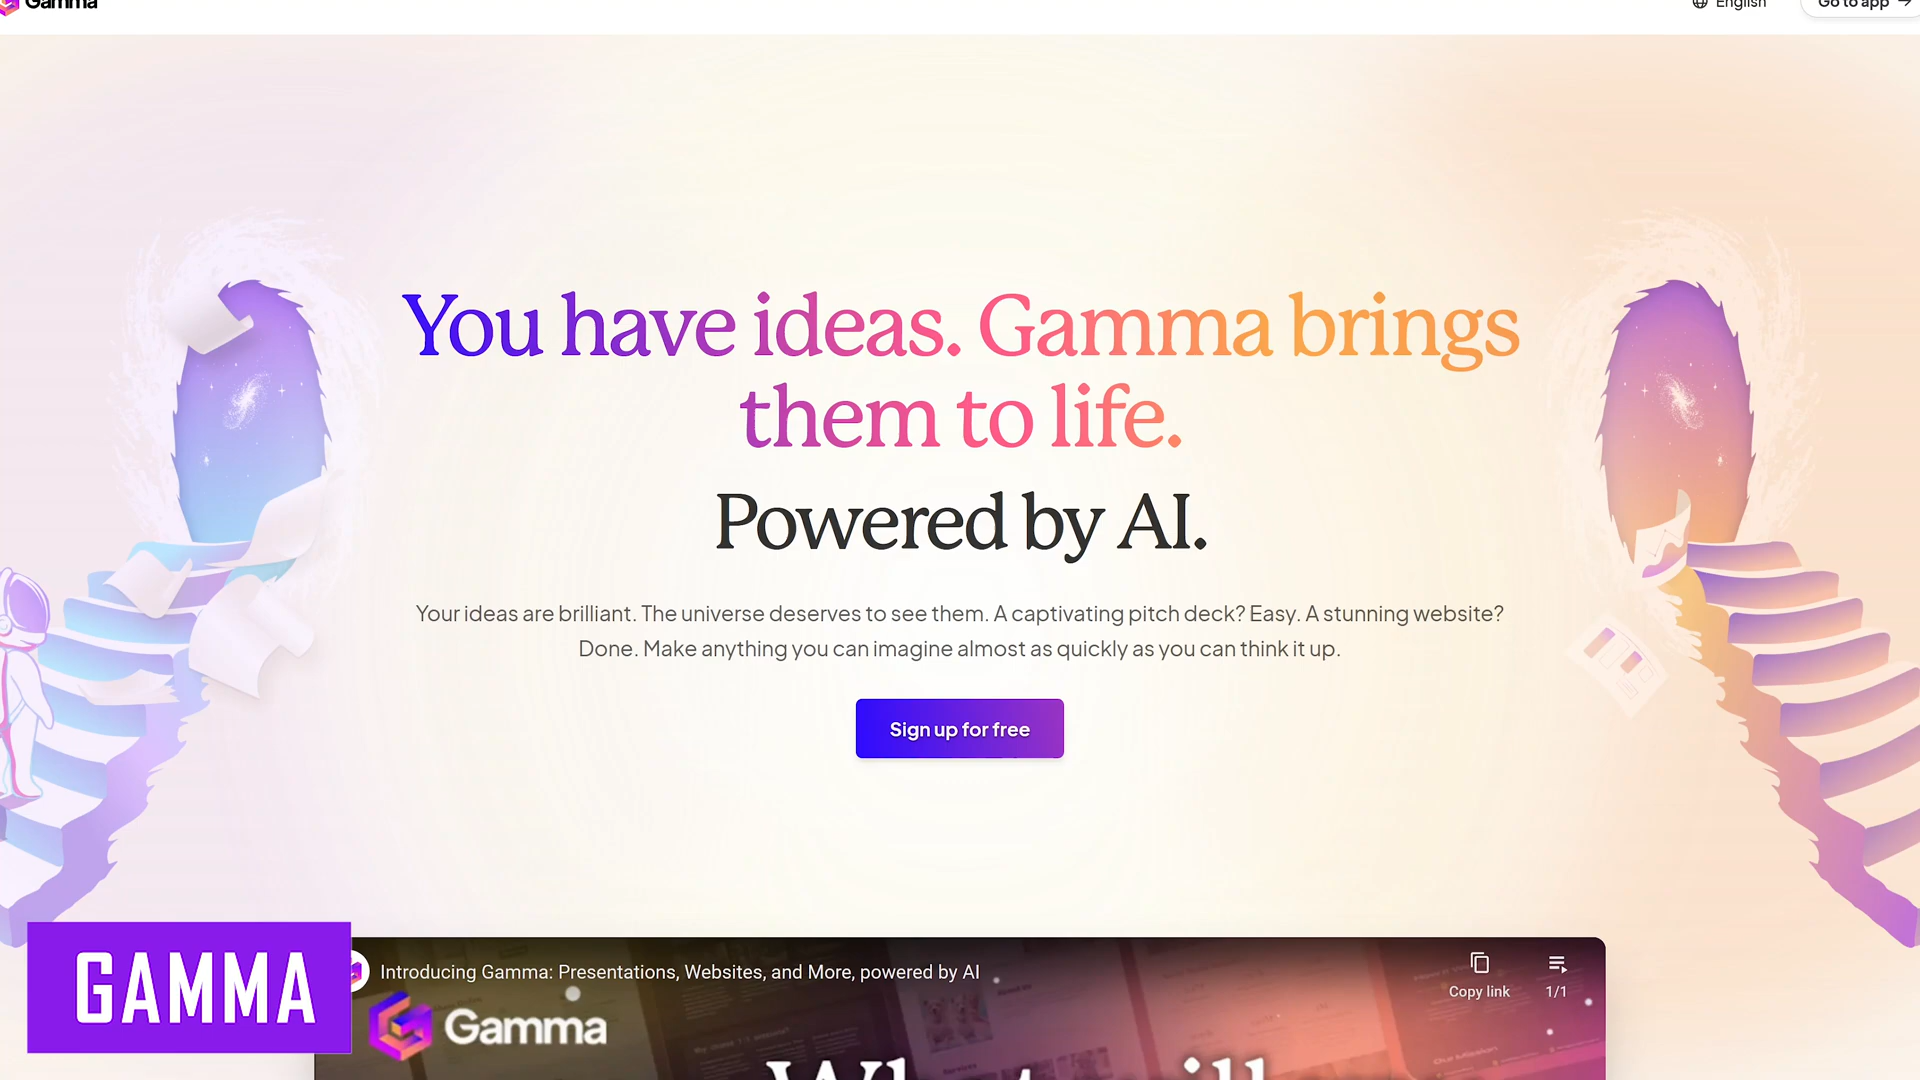 Gamma
English
Go to app
You have ideas. Gamma brings
them to life.
Powered by AI.
Your ideas are brilliant. The universe deserves to see them. A captivating pitch deck? Easy. A stunning website?
Done. Make anything you can imagine almost as quickly as you can think it up.
Sign up for free
GAMMA
Introducing Gamma: Presentations, Websites, and More, powered by AI
Copy link
1/1
Gamma
What will